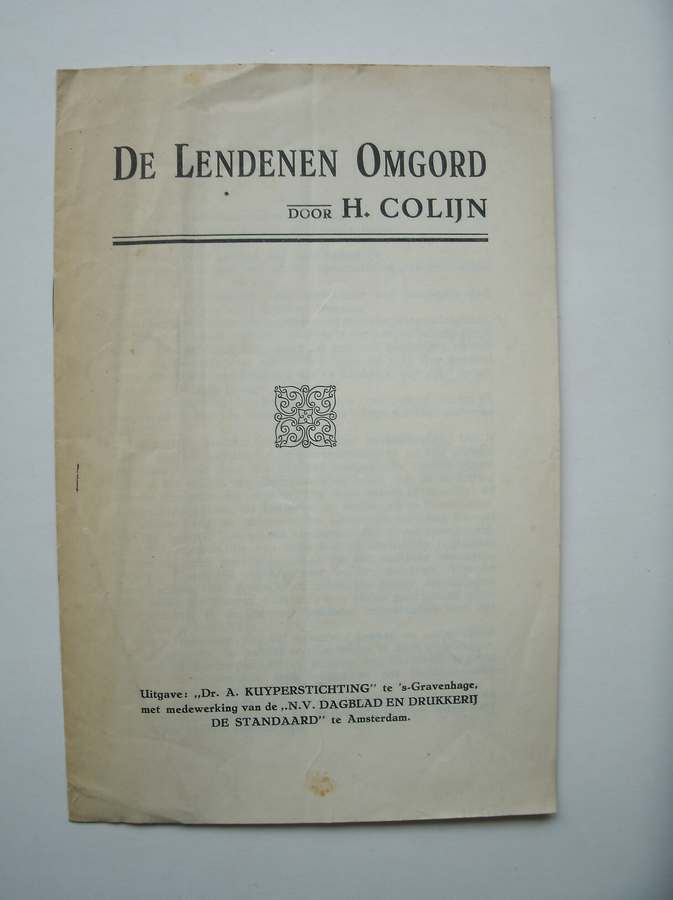 DE LENDENEN OMGORD
DOOR H. COLIJN
Uitgave: „Dr. A. KUYPERSTICHTING” te 's-Gravenhage,
met medewerking van de „N.V. DAGBLAD EN DRUKKERIJ
DE STANDAARD” te Amsterdam.